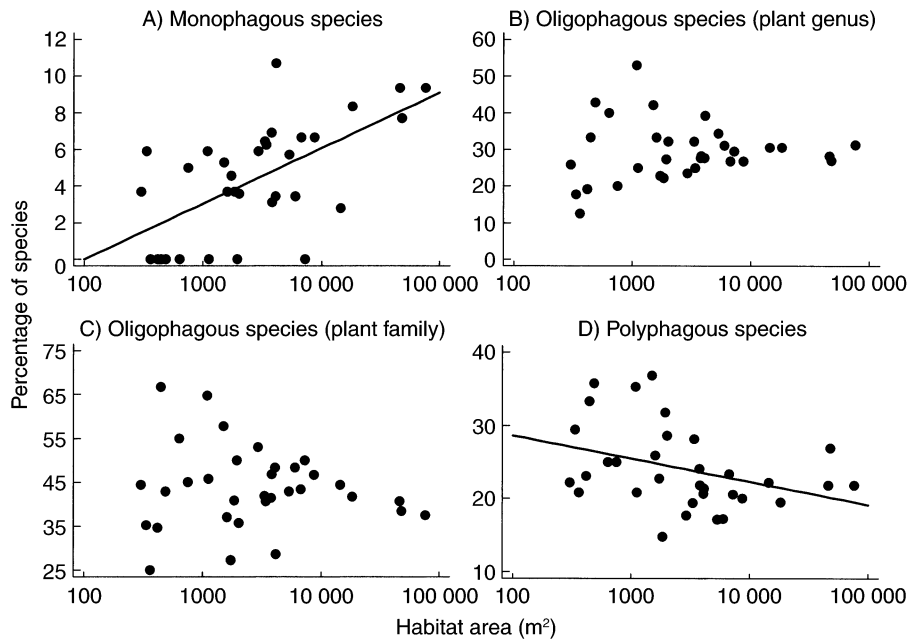 A) Monophagous species
B) Oligophagous species (plant genus)
12
10
8
6
4
2
0
100 1000 10 000 100 000
60
50
40
30
20
10
0
100 1000 10 000 100 000
Percentage of species
C) Oligophagous species (plant family)
D) Polyphagous species
75
65
55
45
35
25
100 1000 10 000 100 000
40
30
20
10
100 1000 10 000 100 000
Habitat area (m²)